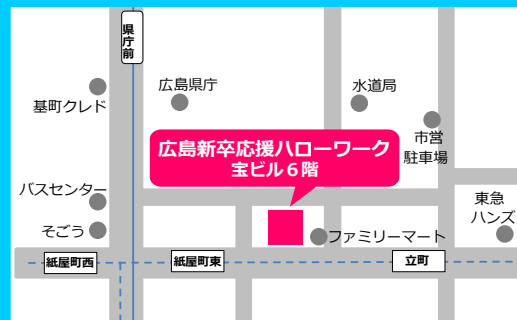 県庁前
広島県庁
水道局
基町クレド
市営
駐車場
広島新卒応援ハローワーク
宝ビル6階
バスセンター
東急
ハンズ
そごう
ファミリーマート
紙屋町西
紙屋町東
立町